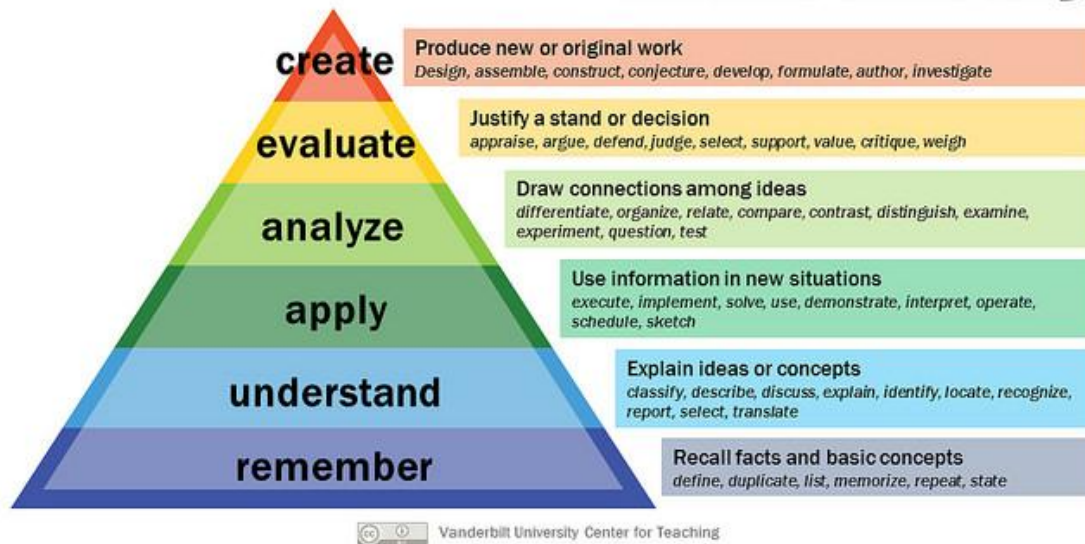 create
Produce new or original work
Design, assemble, construct, conjecture, develop, formulate, author, investigate
evaluate
Justify a stand or decision
appraise, argue, defend, judge, select, support, value, critique, weigh
analyze
Draw connections among ideas
differentiate, organize, relate, compare, contrast, distinguish, examine,
experiment, question, test
apply
Use information in new situations
execute, implement, solve, use, demonstrate, interpret, operate,
schedule, sketch
understand
Explain ideas or concepts
classify, describe, discuss, explain, identify, locate, recognize,
report, select, translate
remember
Recall facts and basic concepts
define, duplicate, list, memorize, repeat, state
cc
Vanderbilt University Center for Teaching